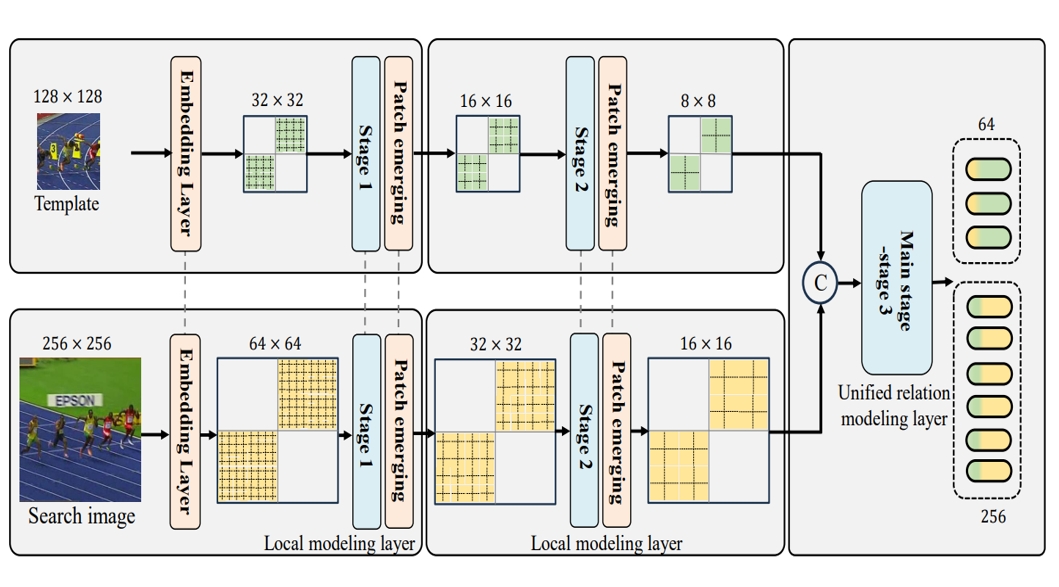 128 × 128
Template
Embedding Layer
32 × 32
Stage 1
Patch emerging
16 × 16
Stage 2
Patch emerging
8 × 8
256 × 256
EPSON
Search image
Embedding Layer
64 × 64
Stage 1
Patch emerging
Local modeling layer
32 × 32
Stage 2
Patch emerging
16 × 16
Local modeling layer
C
Main stage
-stage 3
Unified relation
modeling layer
64
256